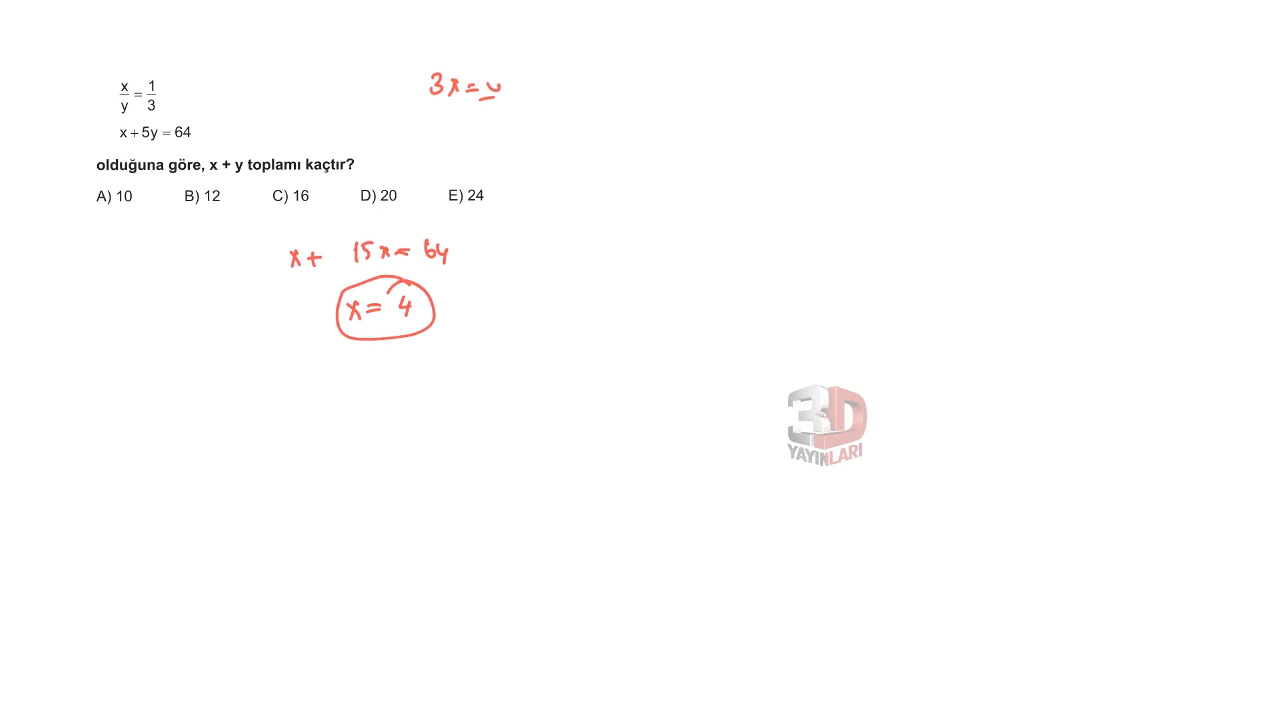 x/y = 1/3
3x = y
x + 5y = 64
olduğuna göre, x + y toplamı kaçtır?
A) 10 B) 12 C) 16 D) 20 E) 24
x + 15x = 64
x = 4
3D
YAYINLARI